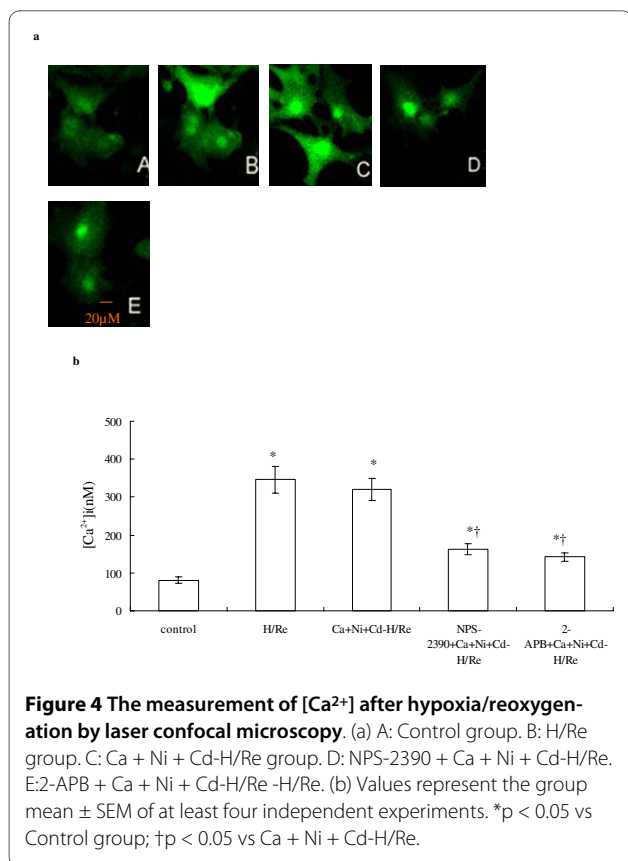 a
A
B
C
D
E
20µM
b
500
400
300
200
100
0
[Ca²⁺]i(nM)
*
*
*†
*†
control
H/Re
Ca+Ni+Cd-H/Re
NPS-
2390+Ca+Ni+Cd-
H/Re
2-
APB+Ca+Ni+Cd-
H/Re
Figure 4 The measurement of [Ca²⁺] after hypoxia/reoxygen-
ation by laser confocal microscopy. (a) A: Control group. B: H/Re
group. C: Ca + Ni + Cd-H/Re group. D: NPS-2390 + Ca + Ni + Cd-H/Re.
E:2-APB + Ca + Ni + Cd-H/Re -H/Re. (b) Values represent the group
mean ± SEM of at least four independent experiments. *p < 0.05 vs
Control group; †p < 0.05 vs Ca + Ni + Cd-H/Re.